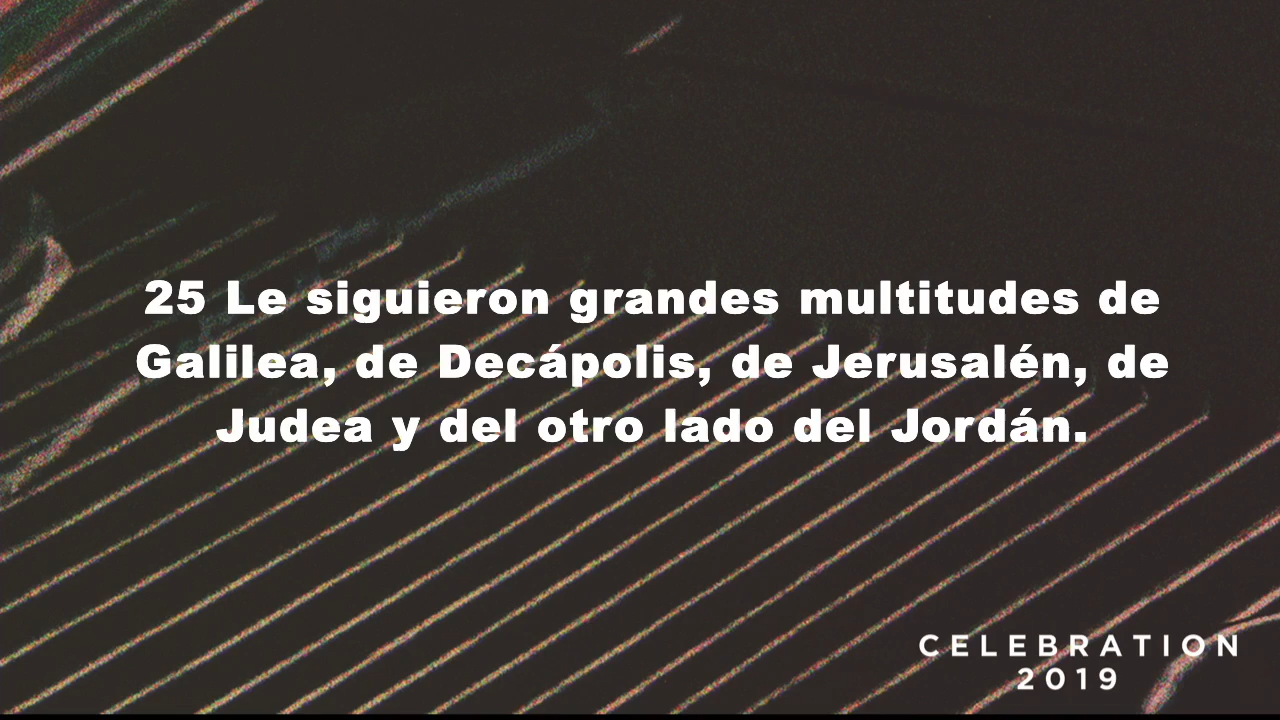 25 Le siguieron grandes multitudes de
Galilea, de Decápolis, de Jerusalén, de
Judea y del otro lado del Jordán.
CELEBRATION
2019